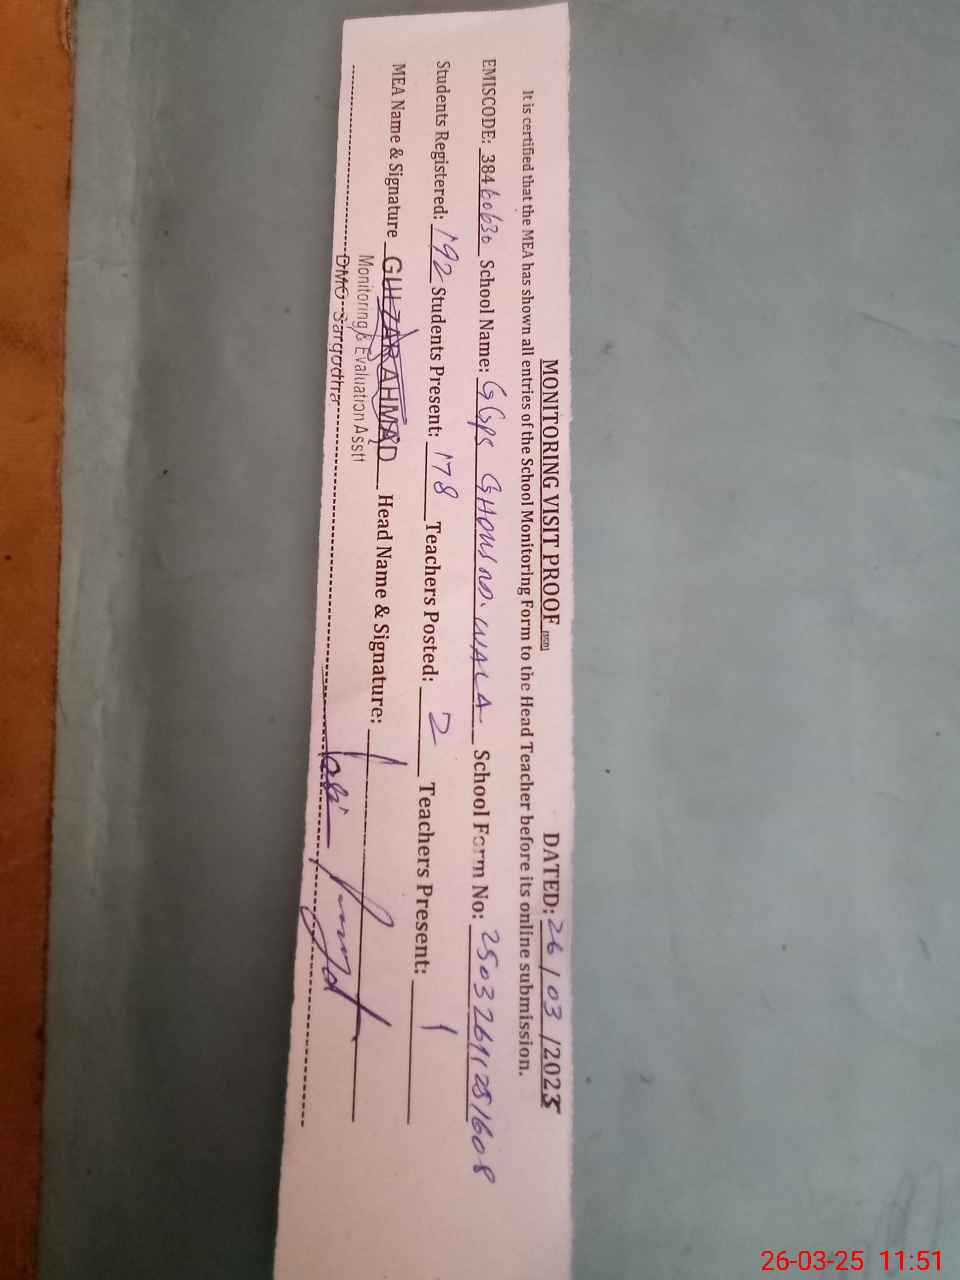 MONITORING VISIT PROOF DATED: 26 / 03 /2025
It is certified that the MEA has shown all entries of the School Monitoring Form to the Head Teacher before its online submission.
EMISCODE: 38460630 School Name: GGPS WALA School Form No:
Students Registered: 192 Students Present: 178 Teachers Posted: 2 Teachers Present: 1
MEA Name & Signature GULZAR AHMAD Head Name & Signature:
Monitoring & Evaluation Asstt
DMO Sargodha
26-03-25 11:51